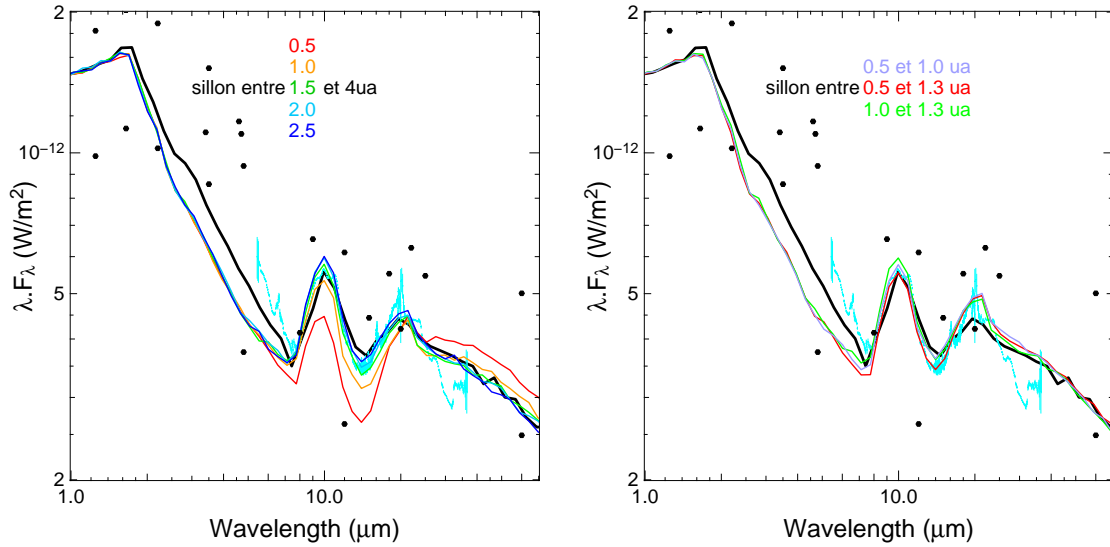 2
10−12
5
2
1.0
10.0
λ.Fλ (W/m2)
Wavelength (μm)
0.5
1.0
sillon entre 1.5 et 4ua
2.0
2.5
2
10−12
5
2
1.0
10.0
λ.Fλ (W/m2)
Wavelength (μm)
0.5 et 1.0 ua
sillon entre 0.5 et 1.3 ua
1.0 et 1.3 ua